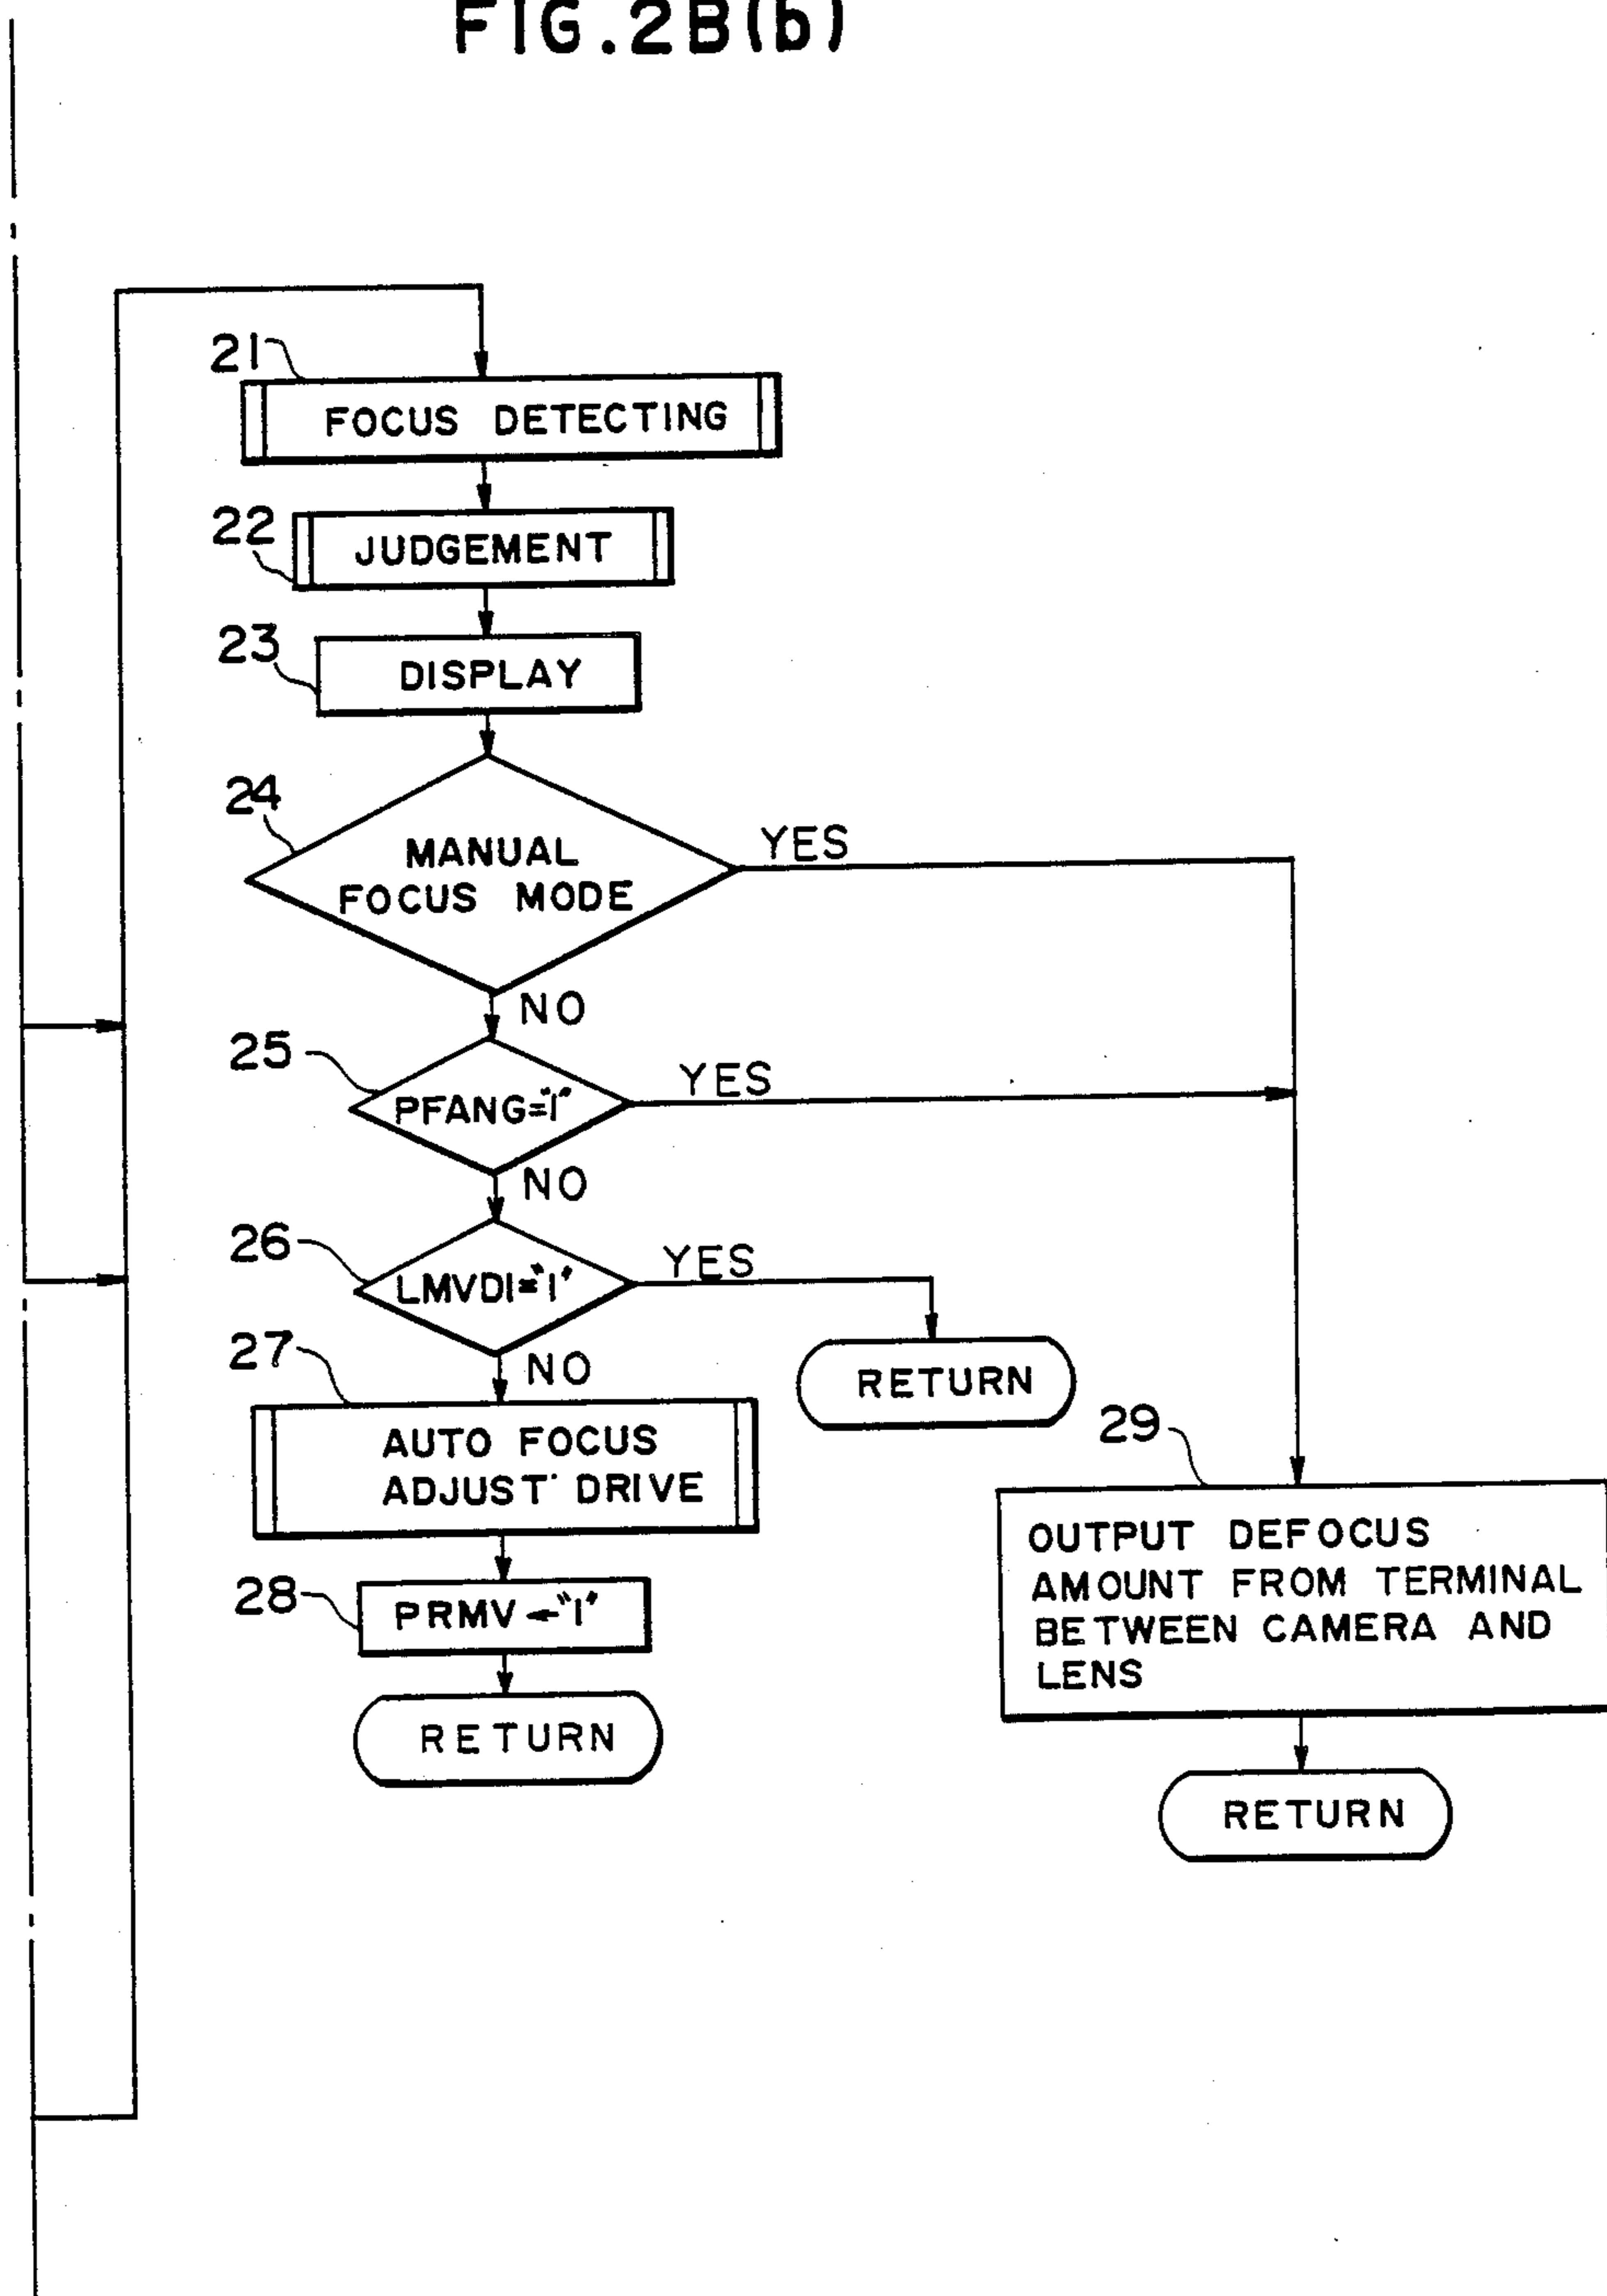 FIG.2B(b)
21
FOCUS DETECTING
22
JUDGEMENT
23
DISPLAY
24
MANUAL
FOCUS MODE
YES
NO
25
PFANG="1"
YES
NO
26
LMVDI="1"
YES
NO
RETURN
27
AUTO FOCUS
ADJUST' DRIVE
28
PRMV←"1"
RETURN
29
OUTPUT DEFOCUS
AMOUNT FROM TERMINAL
BETWEEN CAMERA AND
LENS
RETURN